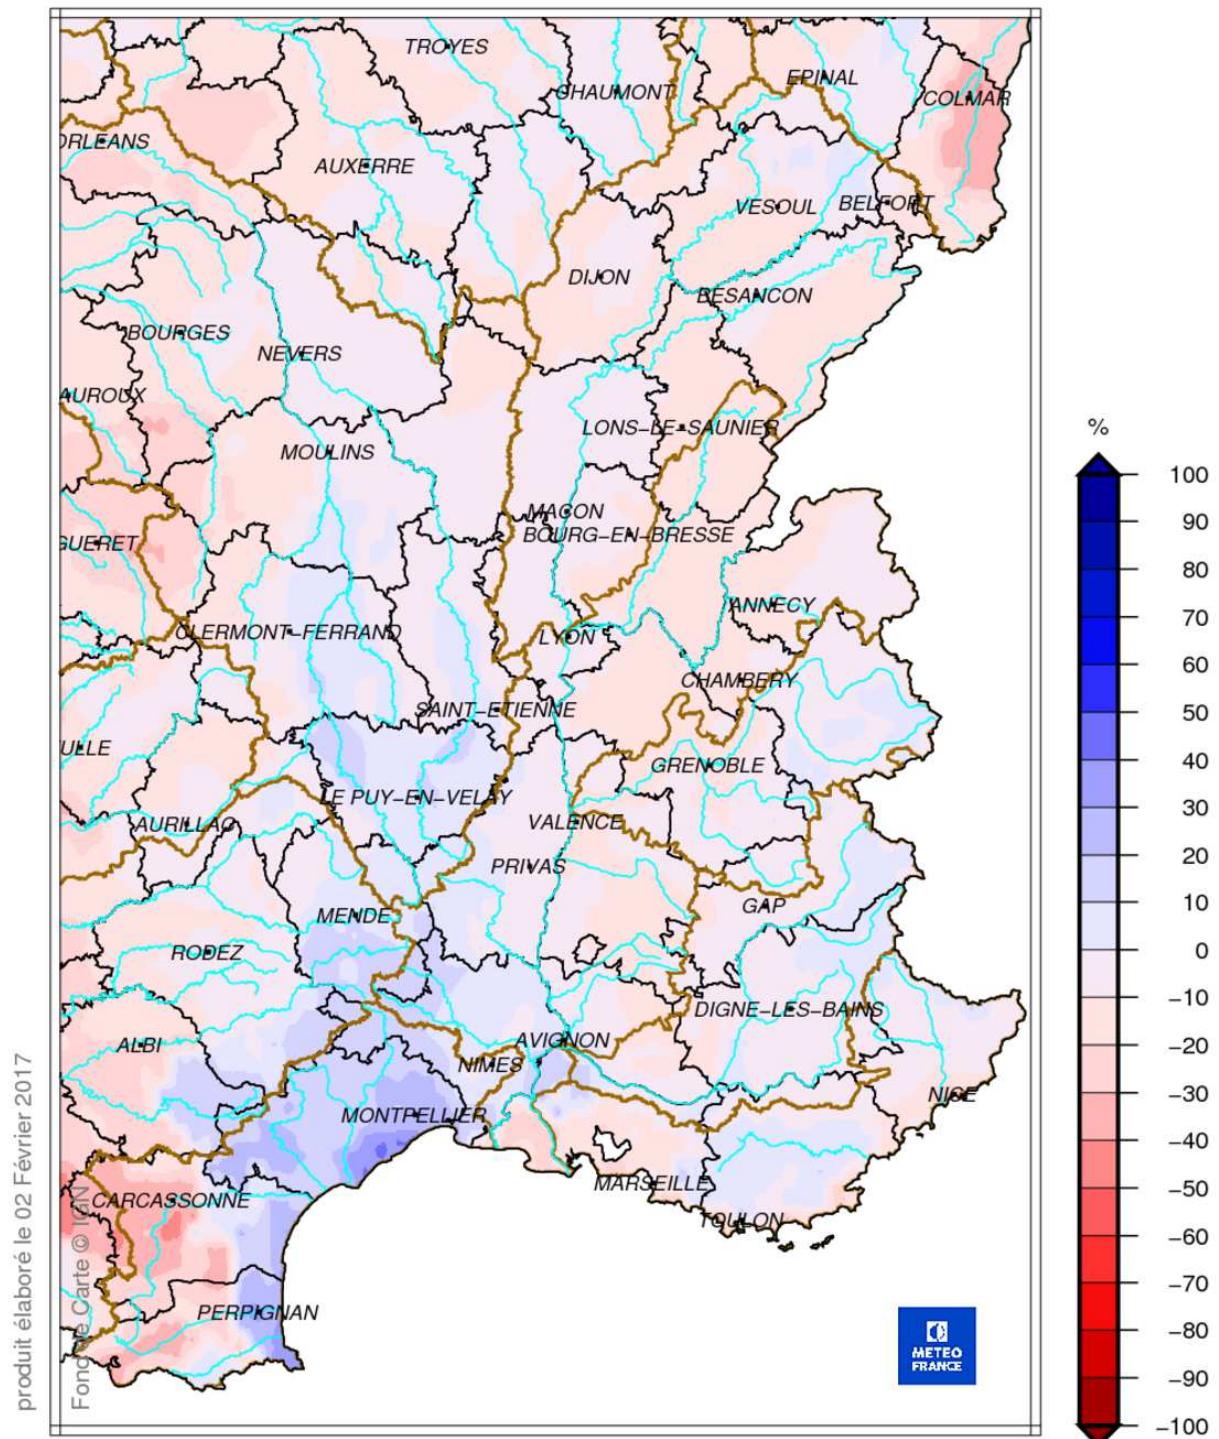 TROYES
EPINAL
CHAUMONT
COLMAR
ORLEANS
AUXERRE
VESOUL
BELFORT
DIJON
BESANCON
BOURGES
NEVERS
AUROUX
LONS-LE-SAUNIER
%
MOULINS
100
MACON
90
BOURG-EN-BRESSE
GUERET
80
ANNECY
70
CLERMONT-FERRAND
LYON
60
CHAMBERY
50
SAINT-ETIENNE
ULLE
40
GRENOBLE
30
LE PUY-EN-VELAY
AURILLAC
VALENCE
20
PRIVAS
10
GAP
MENDE
0
RODEZ
-10
DIGNE-LES-BAINS
-20
AVIGNON
ALBI
NIMES
-30
NICE
MONTPELLIER
-40
MARSEILLE
-50
CARCASSONNE
TOULON
-60
-70
PERPIGNAN
-80
METEO
FRANCE
-90
-100
produit élaboré le 02 Février 2017
Fond de Carte © IGN